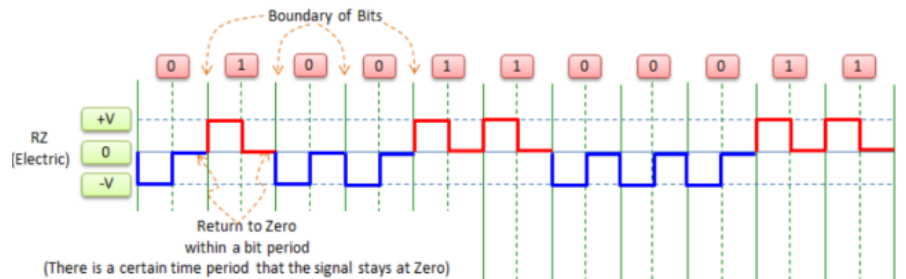 Boundary of Bits
0 1 0 0 1 1 0 0 0 1 1
+V
RZ
(Electric)
0
-V
Return to Zero
within a bit period
(There is a certain time period that the signal stays at Zero)